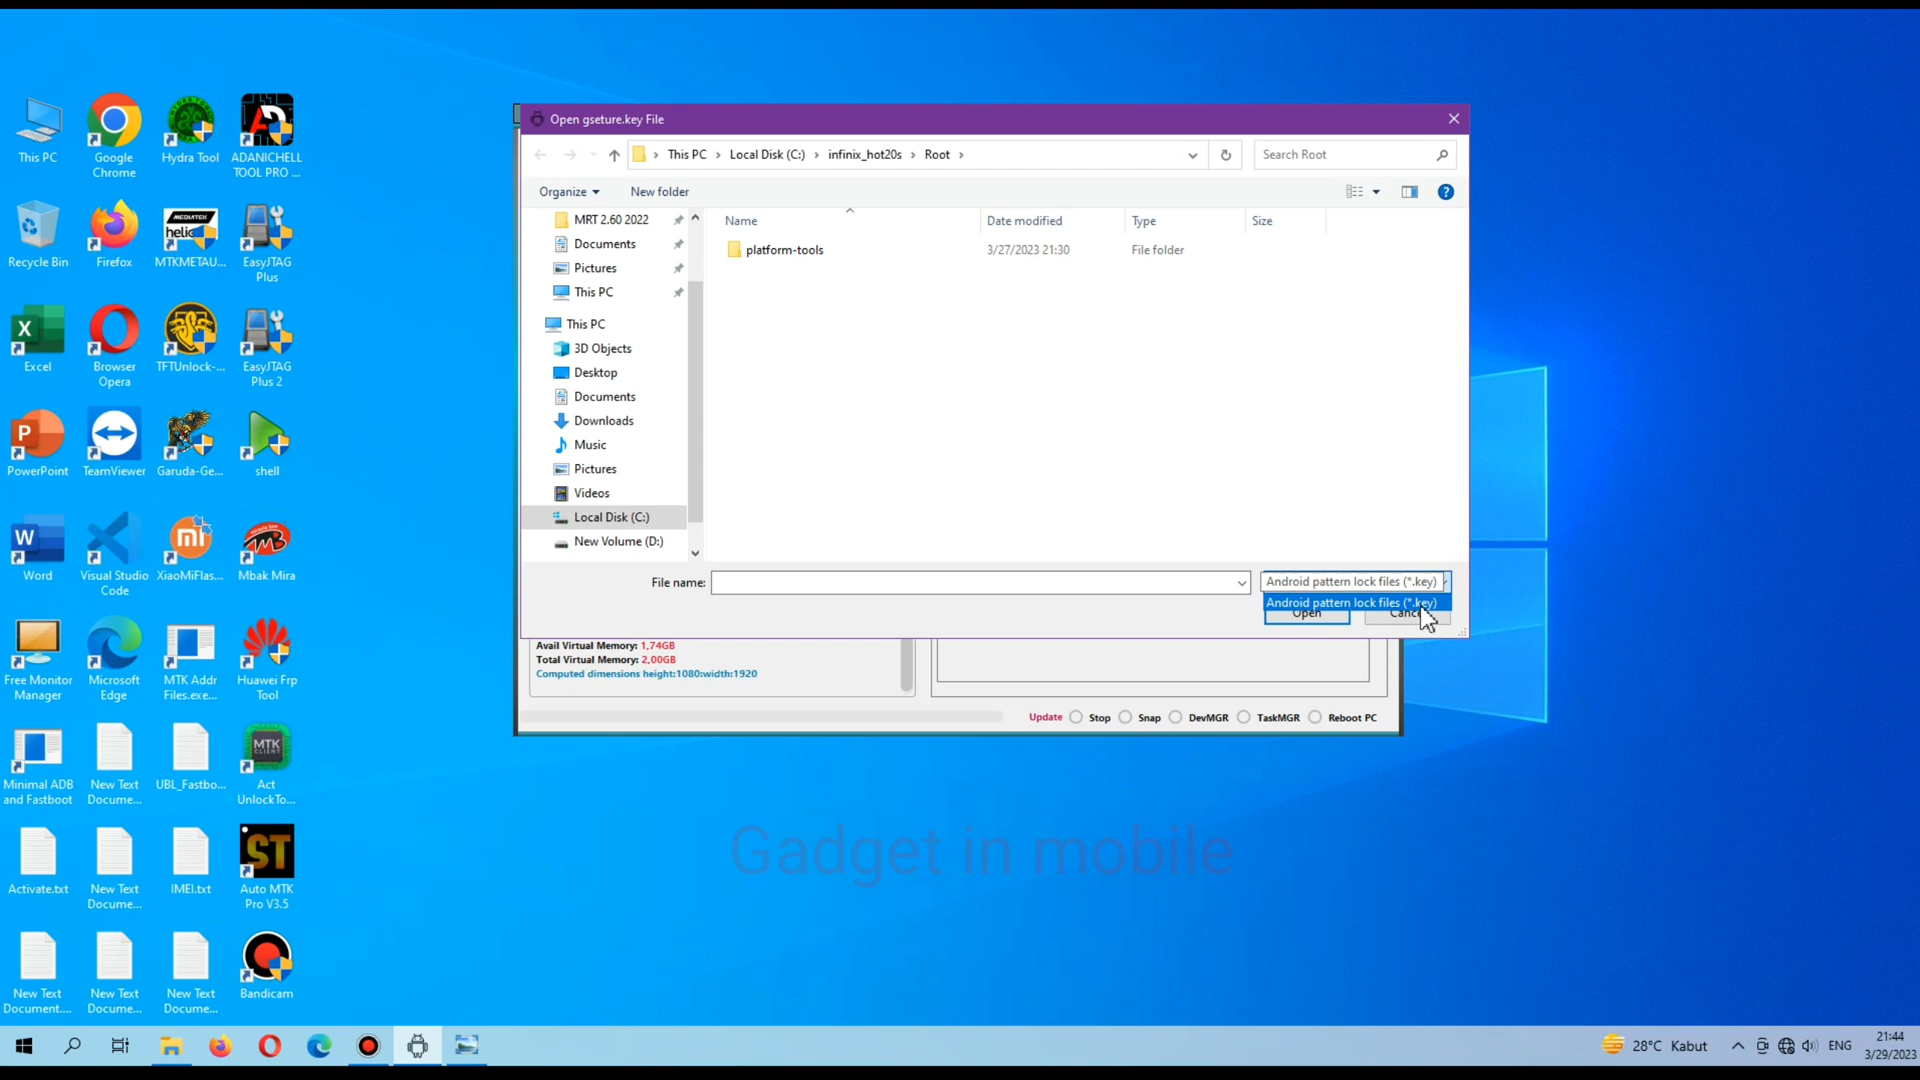 This PC
Google
Chrome
Hydra Tool
ADANICHELL
TOOL PRO ...
Recycle Bin
Firefox
MEDIATEK
helio
MTKMETAU...
EasyJTAG
Plus
Excel
Browser
Opera
TFTUnlock-...
EasyJTAG
Plus 2
PowerPoint
TeamViewer
Garuda-Ge...
shell
Word
Visual Studio
Code
XiaoMiFlas...
Mbak Mira
Free Monitor
Manager
Microsoft
Edge
MTK Addr
Files.exe...
Huawei Frp
Tool
Minimal ADB
and Fastboot
New Text
Docume...
UBL_Fastbo...
MTK
CLIENT
Act
UnlockTo...
Activate.txt
New Text
Docume...
IMEI.txt
ST
Auto MTK
Pro V3.5
New Text
Document....
New Text
Docume...
New Text
Docume...
Bandicam
Open gseture.key File
This PC > Local Disk (C:) > infinix_hot20s > Root >
Search Root
Organize
New folder
MRT 2.60 2022
Documents
Pictures
This PC
This PC
3D Objects
Desktop
Documents
Downloads
Music
Pictures
Videos
Local Disk (C:)
New Volume (D:)
Name Date modified Type Size
platform-tools 3/27/2023 21:30 File folder
File name:
Android pattern lock files (*.key)
Android pattern lock files (*.key)
Open
Avail Virtual Memory: 1,74GB
Total Virtual Memory: 2,00GB
Computed dimensions height:1080:width:1920
Update Stop Snap DevMGR TaskMGR Reboot PC
Gadget in mobile
28°C Kabut
ENG
21:44
3/29/2023